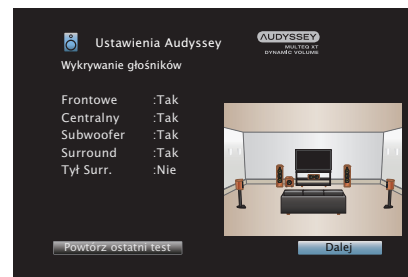 Ustawienia Audyssey
AUDYSSEY
MULTEQ XT
DYNAMIC VOLUME
Wykrywanie głośników
Frontowe :Tak
Centralny :Tak
Subwoofer :Tak
Surround :Tak
Tył Surr. :Nie
Powtórz ostatni test
Dalej